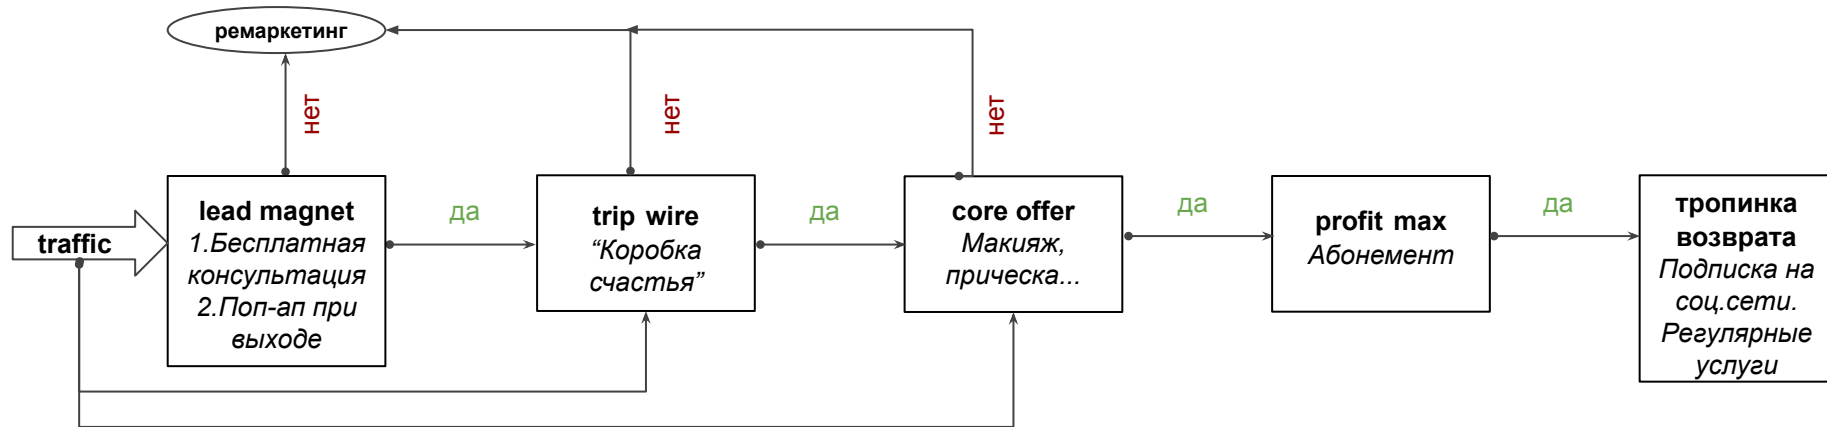 ремаркетинг
нет
нет
нет
traffic
lead magnet
1.Бесплатная
консультация
2.Поп-ап при
выходе
да
trip wire
“Коробка
счастья”
да
core offer
Макияж,
прическа...
да
profit max
Абонемент
да
тропинка
возврата
Подписка на
соц.сети.
Регулярные
услуги